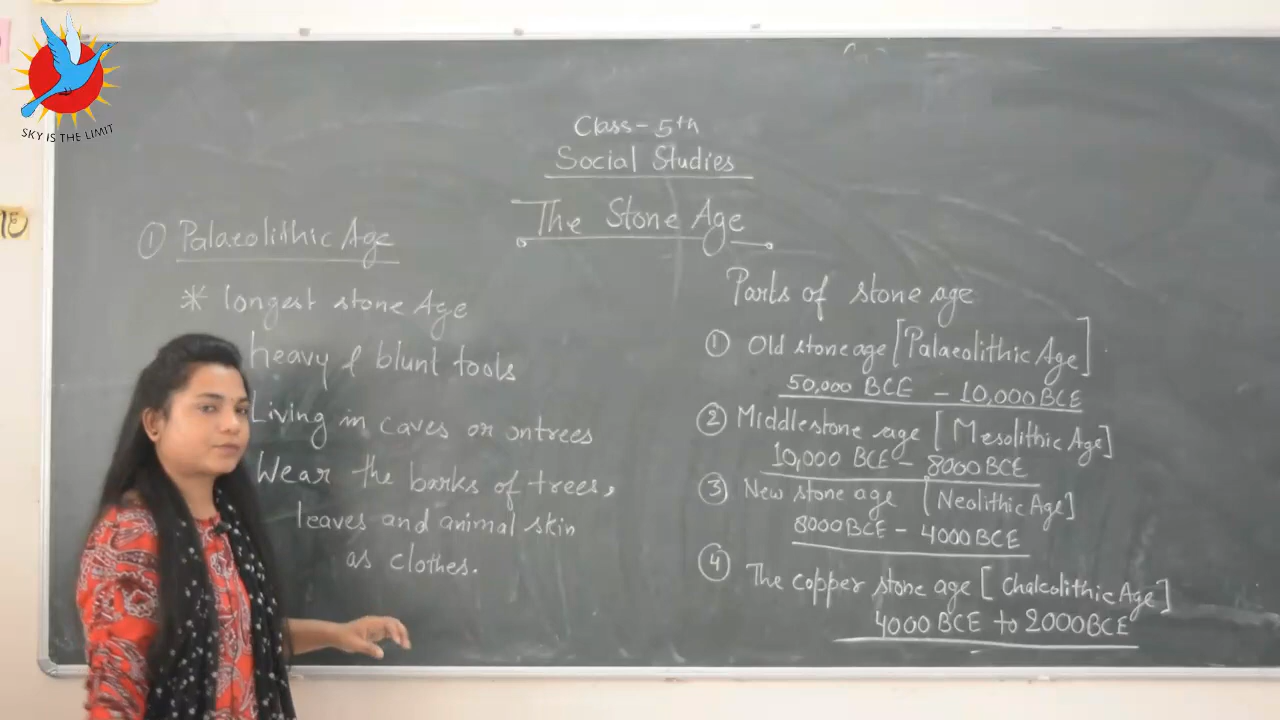 SKY IS THE LIMIT
Class - 5th
Social Studies
The Stone Age
① Palaeolithic Age
* longest stone Age
heavy & blunt tools
Living in caves or ontrees
Wear the barks of trees,
leaves and animal skin
as clothes.
Parts of stone age
① Old stone age [Palaeolithic Age]
50,000 BCE - 10,000 BCE
② Middle stone age [Mesolithic Age]
10,000 BCE - 8000 BCE
③ New stone age [Neolithic Age]
8000 BCE - 4000 BCE
④ The copper stone age [Chalcolithic Age]
4000 BCE to 2000 BCE